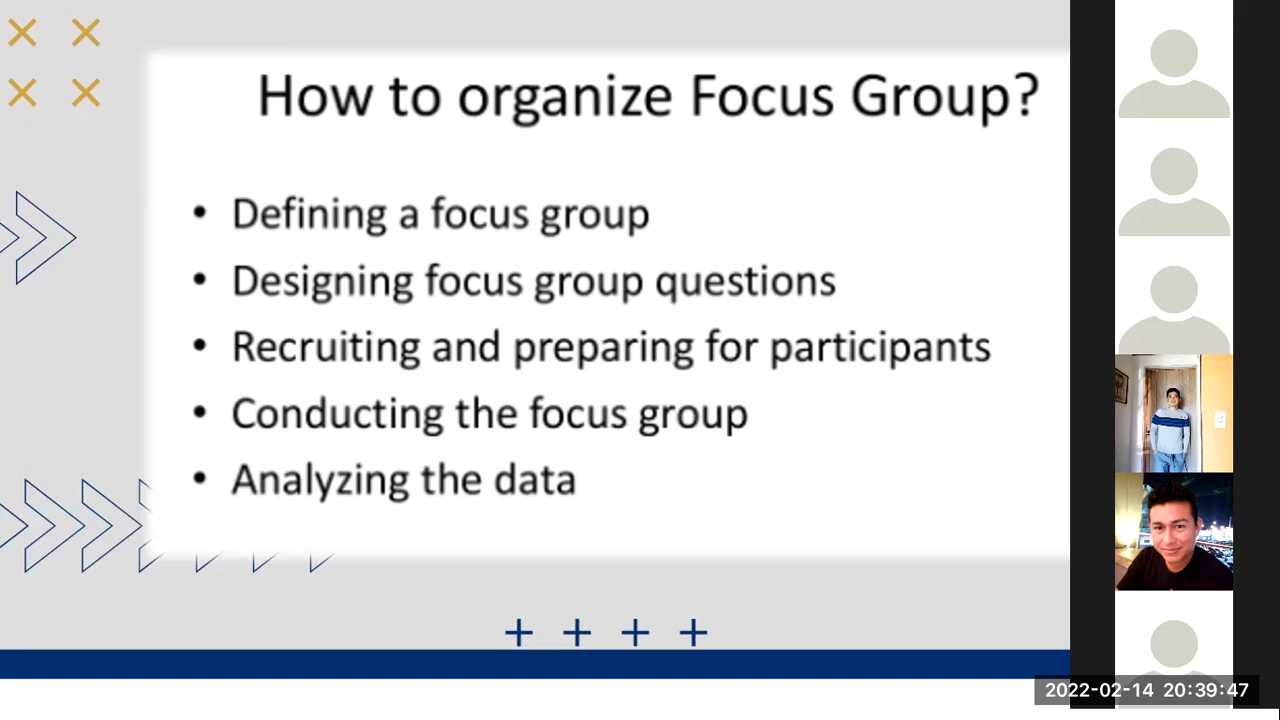 How to organize Focus Group?
• Defining a focus group
• Designing focus group questions
• Recruiting and preparing for participants
• Conducting the focus group
• Analyzing the data
2022-02-14 20:39:47